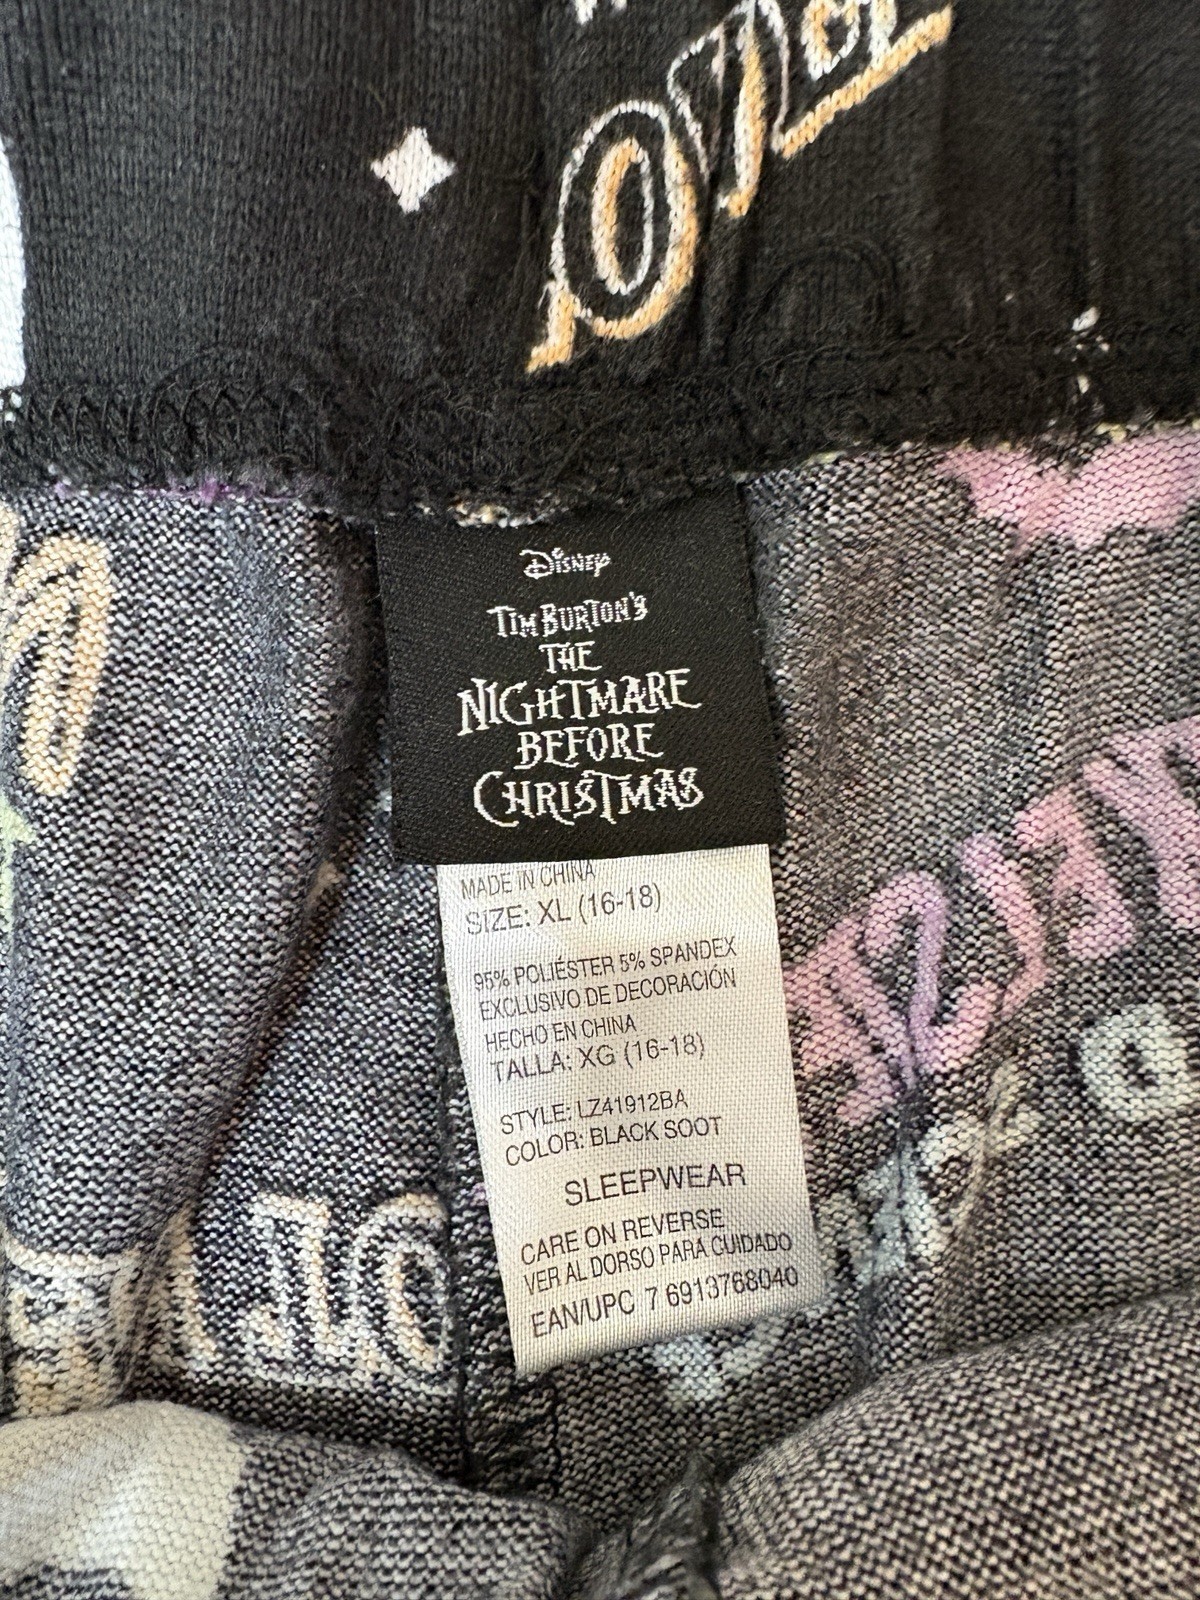 Disney
TIM BURTON'S
THE
NIGHTMARE
BEFORE
CHRISTMAS
MADE IN CHINA
SIZE: XL (16-18)
95% POLIÉSTER 5% SPANDEX
EXCLUSIVO DE DECORACIÓN
HECHO EN CHINA
TALLA: XG (16-18)
STYLE: LZ41912BA
COLOR: BLACK SOOT
SLEEPWEAR
CARE ON REVERSE
VER AL DORSO PARA CUIDADO
EAN/UPC 7 6913768040